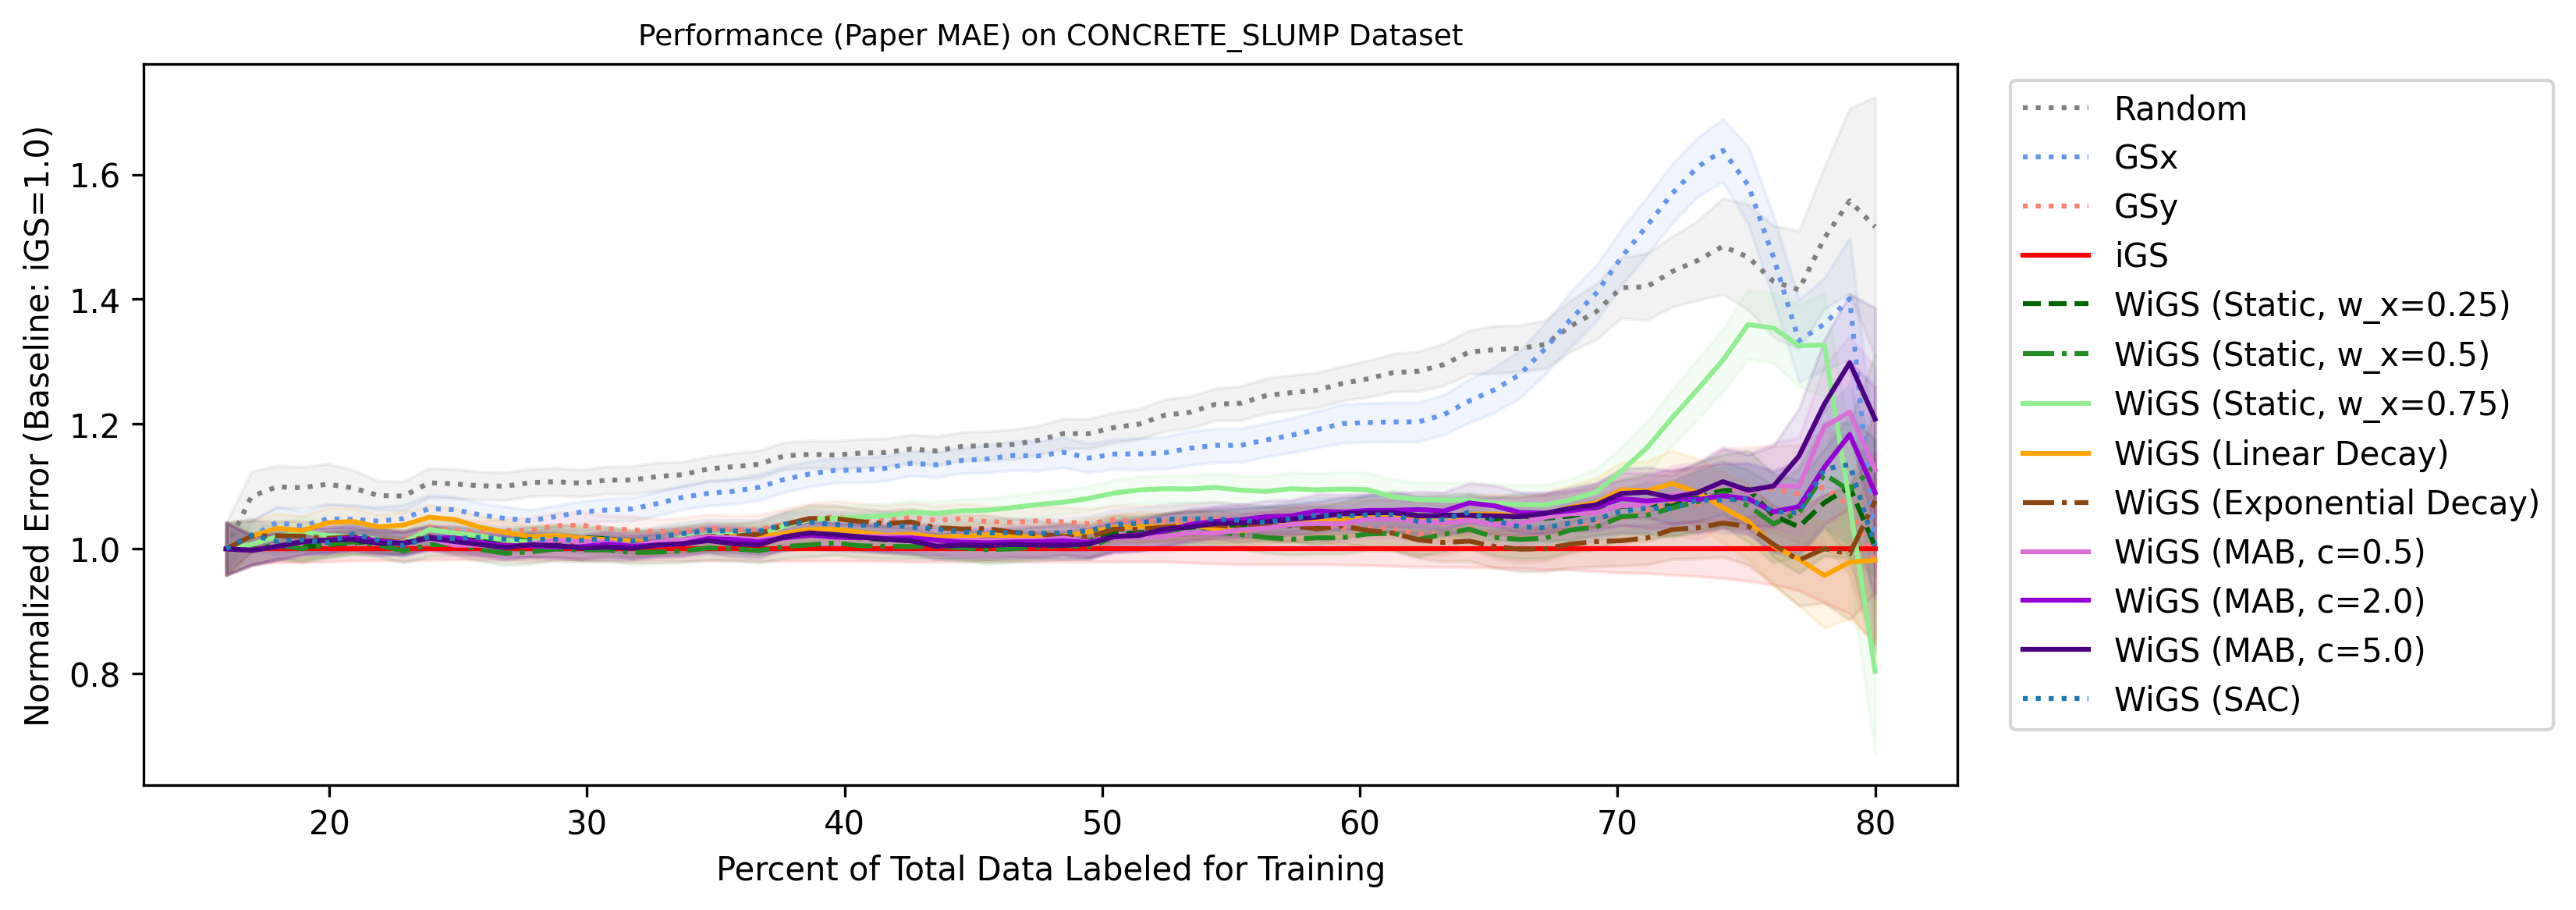 Performance (Paper MAE) on CONCRETE_SLUMP Dataset
Normalized Error (Baseline: iGS=1.0)
1.6
1.4
1.2
1.0
0.8
20 30 40 50 60 70 80
Percent of Total Data Labeled for Training
Random
GSx
GSy
iGS
WiGS (Static, w_x=0.25)
WiGS (Static, w_x=0.5)
WiGS (Static, w_x=0.75)
WiGS (Linear Decay)
WiGS (Exponential Decay)
WiGS (MAB, c=0.5)
WiGS (MAB, c=2.0)
WiGS (MAB, c=5.0)
WiGS (SAC)